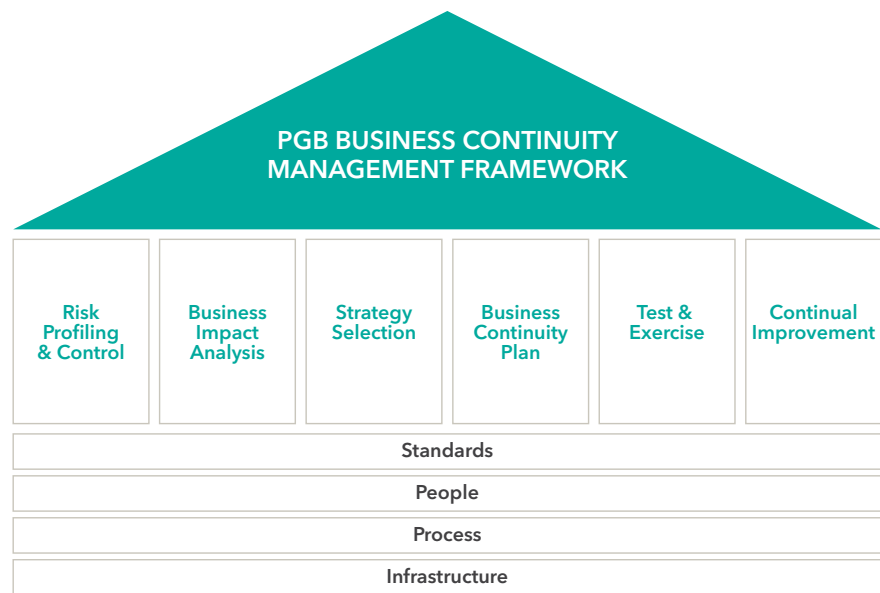 PGB BUSINESS CONTINUITY
MANAGEMENT FRAMEWORK
Risk
Profiling
& Control
Business
Impact
Analysis
Strategy
Selection
Business
Continuity
Plan
Test &
Exercise
Continual
Improvement
Standards
People
Process
Infrastructure